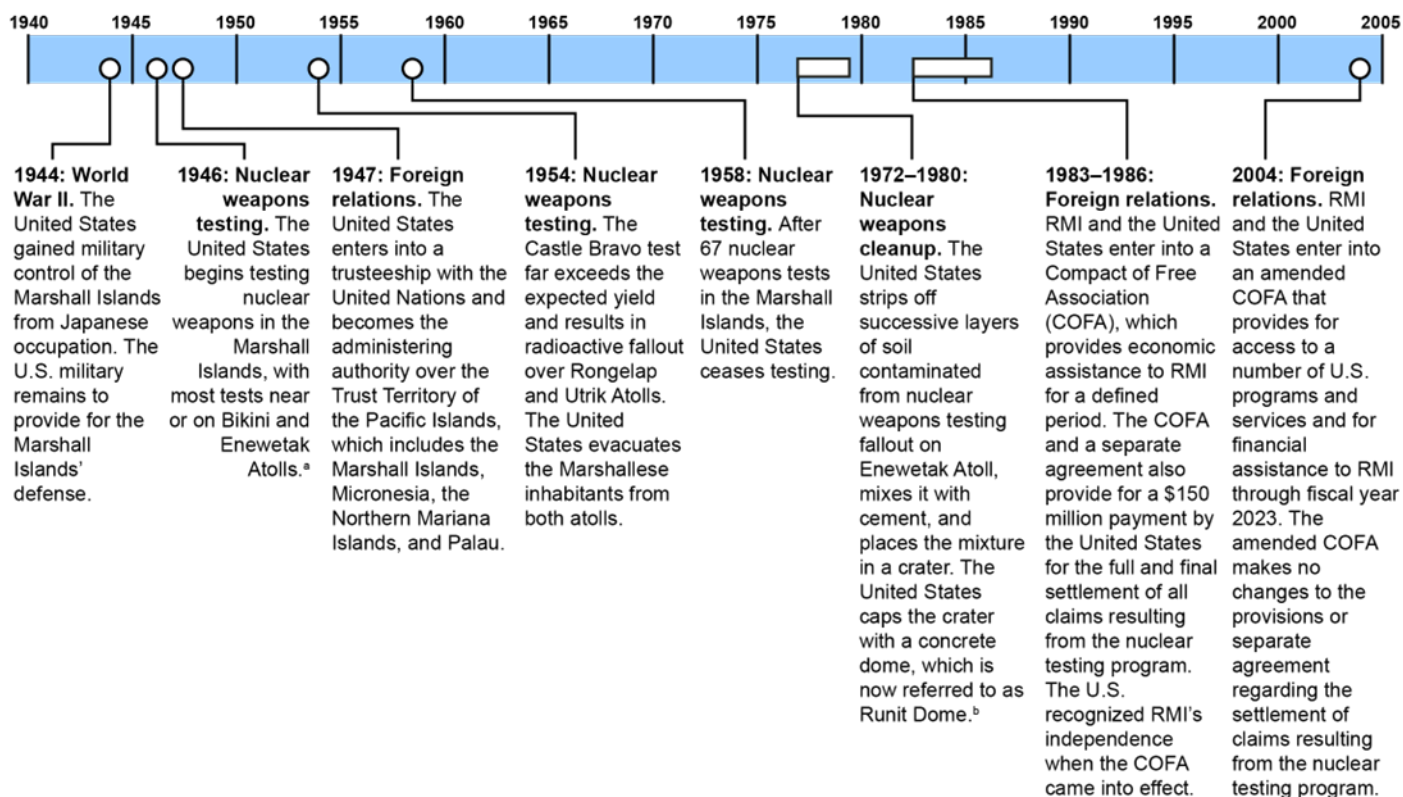 1940 1945 1950 1955 1960 1965 1970 1975 1980 1985 1990 1995 2000 2005
1944: World
War II. The
United States
gained military
control of the
Marshall Islands
from Japanese
occupation. The
U.S. military
remains to
provide for the
Marshall
Islands’
defense.
1946: Nuclear
weapons
testing. The
United States
begins testing
nuclear
weapons in the
Marshall
Islands, with
most tests near
or on Bikini and
Enewetak
Atolls.ᵃ
1947: Foreign
relations. The
United States
enters into a
trusteeship with the
United Nations and
becomes the
administering
authority over the
Trust Territory of
the Pacific Islands,
which includes the
Marshall Islands,
Micronesia, the
Northern Mariana
Islands, and Palau.
1954: Nuclear
weapons
testing. The
Castle Bravo test
far exceeds the
expected yield
and results in
radioactive fallout
over Rongelap
and Utrik Atolls.
The United
States evacuates
the Marshallese
inhabitants from
both atolls.
1958: Nuclear
weapons
testing. After
67 nuclear
weapons tests
in the Marshall
Islands, the
United States
ceases testing.
1972–1980:
Nuclear
weapons
cleanup. The
United States
strips off
successive layers
of soil
contaminated
from nuclear
weapons testing
fallout on
Enewetak Atoll,
mixes it with
cement, and
places the mixture
in a crater. The
United States
caps the crater
with a concrete
dome, which is
now referred to as
Runit Dome.ᵇ
1983–1986:
Foreign relations.
RMI and the United
States enter into a
Compact of Free
Association
(COFA), which
provides economic
assistance to RMI
for a defined
period. The COFA
and a separate
agreement also
provide for a $150
million payment by
the United States
for the full and final
settlement of all
claims resulting
from the nuclear
testing program.
The U.S.
recognized RMI’s
independence
when the COFA
came into effect.
2004: Foreign
relations. RMI
and the United
States enter into
an amended
COFA that
provides for
access to a
number of U.S.
programs and
services and for
financial
assistance to RMI
through fiscal year
2023. The
amended COFA
makes no
changes to the
provisions or
separate
agreement
regarding the
settlement of
claims resulting
from the nuclear
testing program.